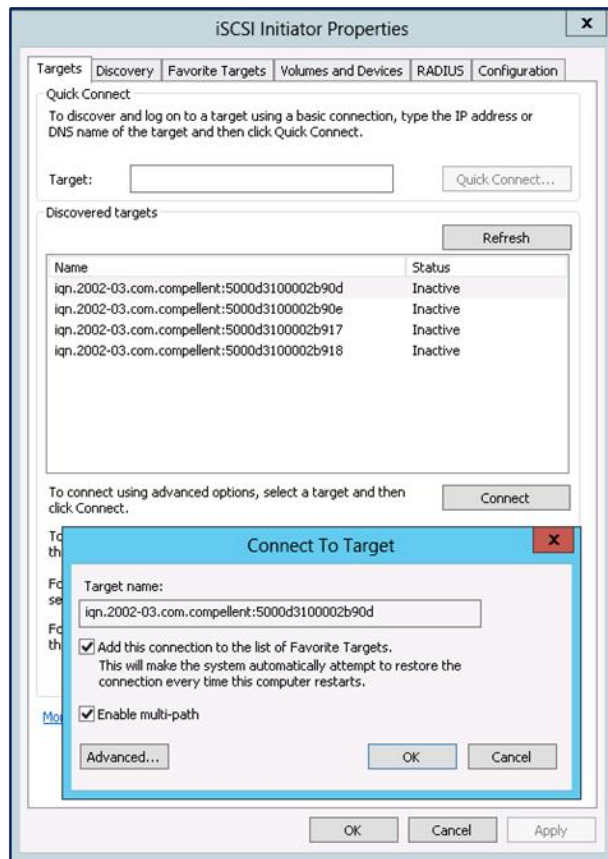 iSCSI Initiator Properties
x
Targets Discovery Favorite Targets Volumes and Devices RADIUS Configuration
Quick Connect
To discover and log on to a target using a basic connection, type the IP address or
DNS name of the target and then click Quick Connect.
Target:
Quick Connect...
Discovered targets
Refresh
Name Status
iqn.2002-03.com.compellent:5000d3100002b90d Inactive
iqn.2002-03.com.compellent:5000d3100002b90e Inactive
iqn.2002-03.com.compellent:5000d3100002b917 Inactive
iqn.2002-03.com.compellent:5000d3100002b918 Inactive
To connect using advanced options, select a target and then
click Connect.
Connect
Connect To Target
x
Target name:
iqn.2002-03.com.compellent:5000d3100002b90d
Add this connection to the list of Favorite Targets.
This will make the system automatically attempt to restore the
connection every time this computer restarts.
Enable multi-path
Advanced... OK Cancel
OK Cancel Apply